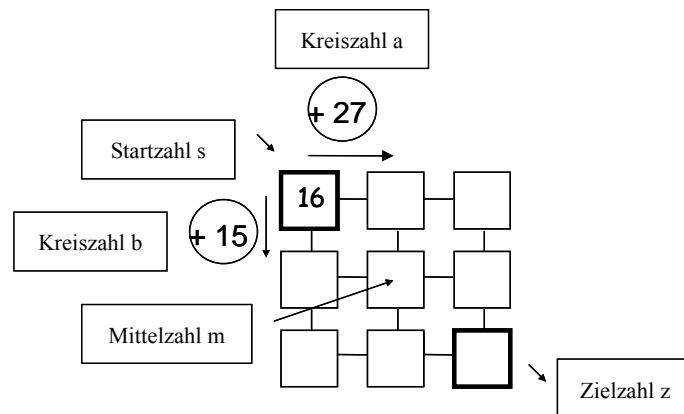 Kreiszahl a
+ 27
Startzahl s
16
Kreiszahl b
+ 15
Mittelzahl m
Zielzahl z